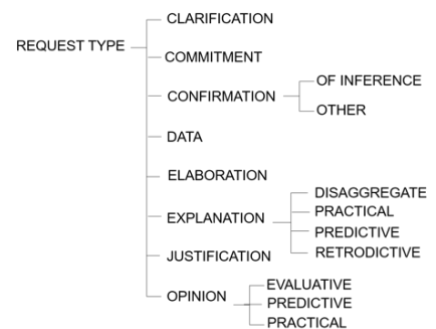 REQUEST TYPE
CLARIFICATION
COMMITMENT
CONFIRMATION
OF INFERENCE
OTHER
DATA
ELABORATION
EXPLANATION
DISAGGREGATE
PRACTICAL
PREDICTIVE
RETRODICTIVE
JUSTIFICATION
OPINION
EVALUATIVE
PREDICTIVE
PRACTICAL